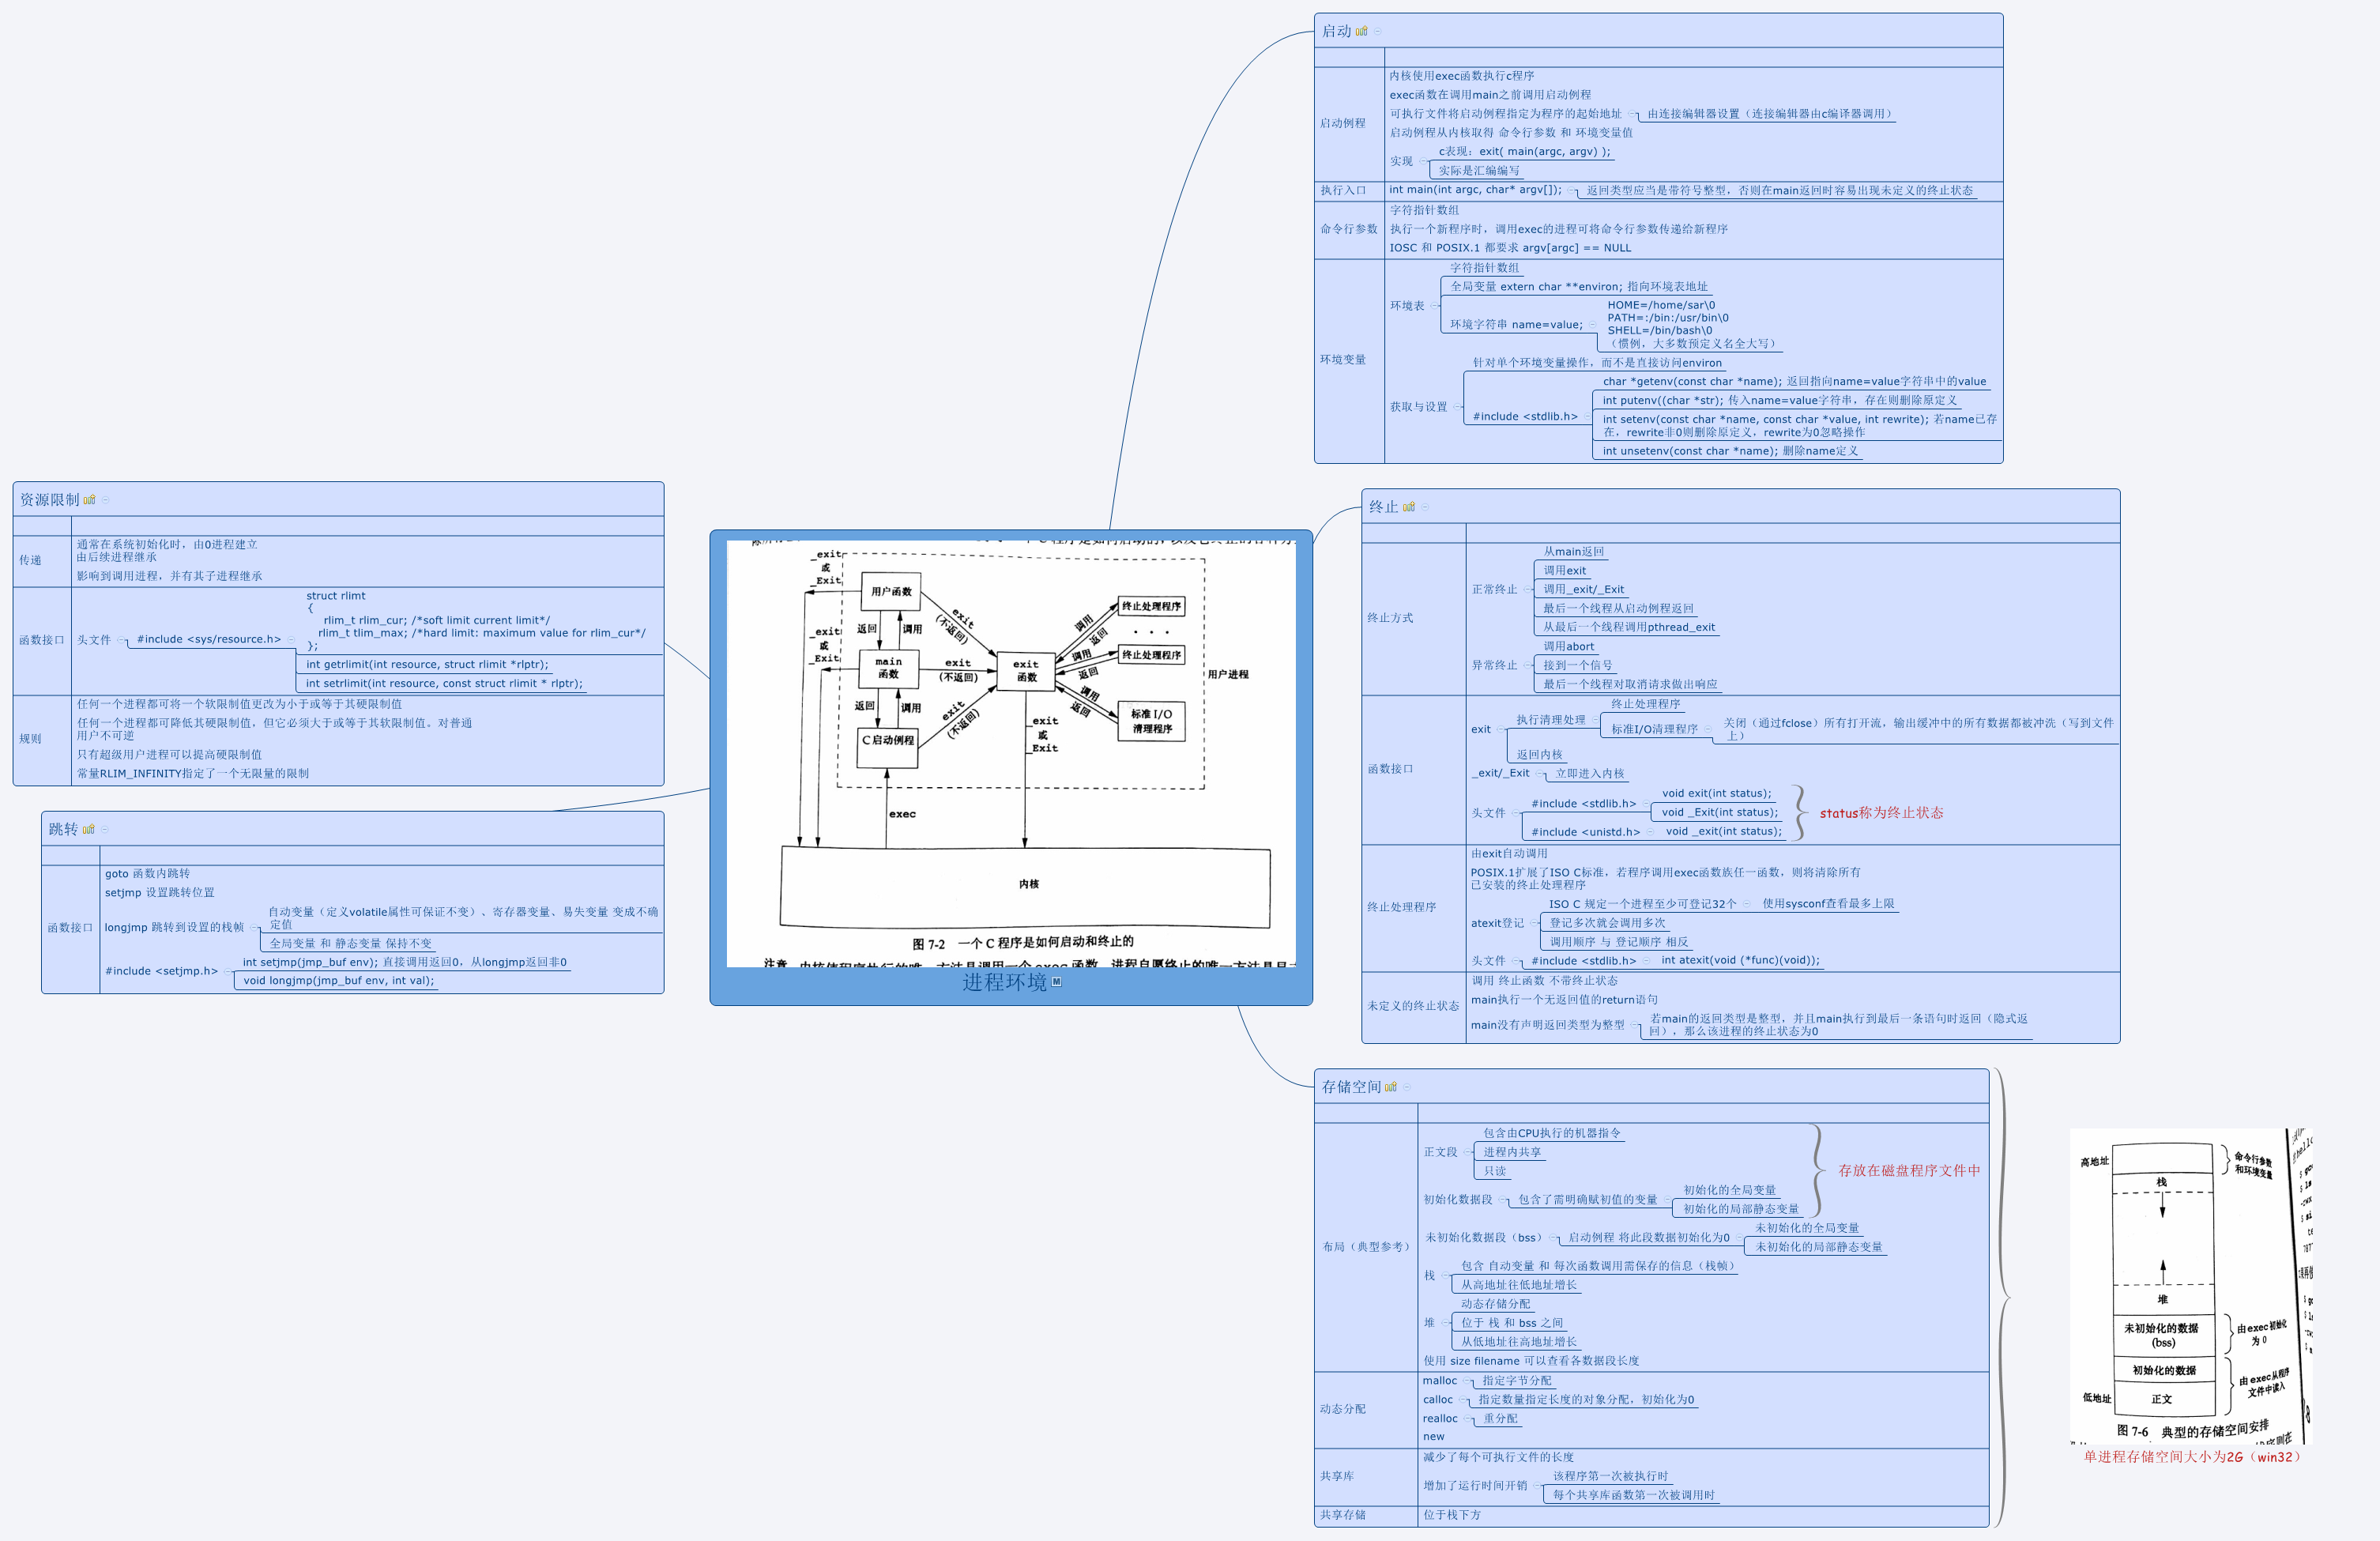 启动
启动例程
内核使用exec函数执行c程序
exec函数在调用main之前调用启动例程
可执行文件将启动例程指定为程序的起始地址
由连接编辑器设置（连接编辑器由c编译器调用）
启动例程从内核取得 命令行参数 和 环境变量值
实现
c表现：exit( main(argc, argv) );
实际是汇编编写
执行入口
int main(int argc, char* argv[]);
返回类型应当是带符号整型，否则在main返回时容易出现未定义的终止状态
命令行参数
字符指针数组
执行一个新程序时，调用exec的进程可将命令行参数传递给新程序
IOSC 和 POSIX.1 都要求 argv[argc] == NULL
环境变量
环境表
字符指针数组
全局变量 extern char **environ; 指向环境表地址
环境字符串 name=value;
HOME=/home/sar\0
PATH=:/bin:/usr/bin\0
SHELL=/bin/bash\0
（惯例，大多数预定义名全大写）
获取与设置
针对单个环境变量操作，而不是直接访问environ
#include <stdlib.h>
char *getenv(const char *name); 返回指向name=value字符串中的value
int putenv((char *str); 传入name=value字符串，存在则删除原定义
int setenv(const char *name, const char *value, int rewrite); 若name已存
在，rewrite非0则删除原定义，rewrite为0忽略操作
int unsetenv(const char *name); 删除name定义
资源限制
传递
通常在系统初始化时，由0进程建立
由后续进程继承
影响到调用进程，并有其子进程继承
函数接口
头文件
#include <sys/resource.h>
struct rlimt
{
rlim_t rlim_cur; /*soft limit current limit*/
rlim_t tlim_max; /*hard limit: maximum value for rlim_cur*/
};
int getrlimit(int resource, struct rlimit *rlptr);
int setrlimit(int resource, const struct rlimit * rlptr);
规则
任何一个进程都可将一个软限制值更改为小于或等于其硬限制值
任何一个进程都可降低其硬限制值，但它必须大于或等于其软限制值。对普通
用户不可逆
只有超级用户进程可以提高硬限制值
常量RLIM_INFINITY指定了一个无限量的限制
跳转
函数接口
goto 函数内跳转
setjmp 设置跳转位置
longjmp 跳转到设置的栈帧
自动变量（定义volatile属性可保证不变）、寄存器变量、易失变量 变成不确
定值
全局变量 和 静态变量 保持不变
#include <setjmp.h>
int setjmp(jmp_buf env); 直接调用返回0，从longjmp返回非0
void longjmp(jmp_buf env, int val);
_exit
或
_Exit
用户函数
exit
(不返回)
终止处理程序
调用
返回
· · ·
_exit
或
_Exit
返回
调用
main
函数
exit
(不返回)
exit
函数
调用
返回
终止处理程序
用户进程
返回
调用
exit
(不返回)
调用
返回
标准 I/O
清理程序
C 启动例程
_exit
或
_Exit
exec
内核
图 7-2 一个 C 程序是如何启动和终止的
进程环境
终止
终止方式
正常终止
从main返回
调用exit
调用_exit/_Exit
最后一个线程从启动例程返回
从最后一个线程调用pthread_exit
异常终止
调用abort
接到一个信号
最后一个线程对取消请求做出响应
函数接口
exit
执行清理处理
终止处理程序
标准I/O清理程序
关闭（通过fclose）所有打开流，输出缓冲中的所有数据都被冲洗（写到文件
上）
返回内核
_exit/_Exit
立即进入内核
头文件
#include <stdlib.h>
void exit(int status);
void _Exit(int status);
#include <unistd.h>
void _exit(int status);
status称为终止状态
终止处理程序
由exit自动调用
POSIX.1扩展了ISO C标准，若程序调用exec函数族任一函数，则将清除所有
已安装的终止处理程序
atexit登记
ISO C 规定一个进程至少可登记32个
使用sysconf查看最多上限
登记多次就会调用多次
调用顺序 与 登记顺序 相反
头文件
#include <stdlib.h>
int atexit(void (*func)(void));
未定义的终止状态
调用 终止函数 不带终止状态
main执行一个无返回值的return语句
main没有声明返回类型为整型
若main的返回类型是整型，并且main执行到最后一条语句时返回（隐式返
回），那么该进程的终止状态为0
存储空间
布局（典型参考）
正文段
包含由CPU执行的机器指令
进程内共享
只读
初始化数据段
包含了需明确赋初值的变量
初始化的全局变量
初始化的局部静态变量
存放在磁盘程序文件中
未初始化数据段（bss）
启动例程 将此段数据初始化为0
未初始化的全局变量
未初始化的局部静态变量
栈
包含 自动变量 和 每次函数调用需保存的信息（栈帧）
从高地址往低地址增长
堆
动态存储分配
位于 栈 和 bss 之间
从低地址往高地址增长
使用 size filename 可以查看各数据段长度
动态分配
malloc
指定字节分配
calloc
指定数量指定长度的对象分配，初始化为0
realloc
重分配
new
共享库
减少了每个可执行文件的长度
增加了运行时间开销
该程序第一次被执行时
每个共享库函数第一次被调用时
共享存储
位于栈下方
高地址
命令行参数
和环境变量
栈
堆
未初始化的数据
(bss)
由 exec 初始化
为 0
初始化的数据
由 exec 从程序
文件中读入
低地址
正文
图 7-6 典型的存储空间安排
单进程存储空间大小为2G（win32）